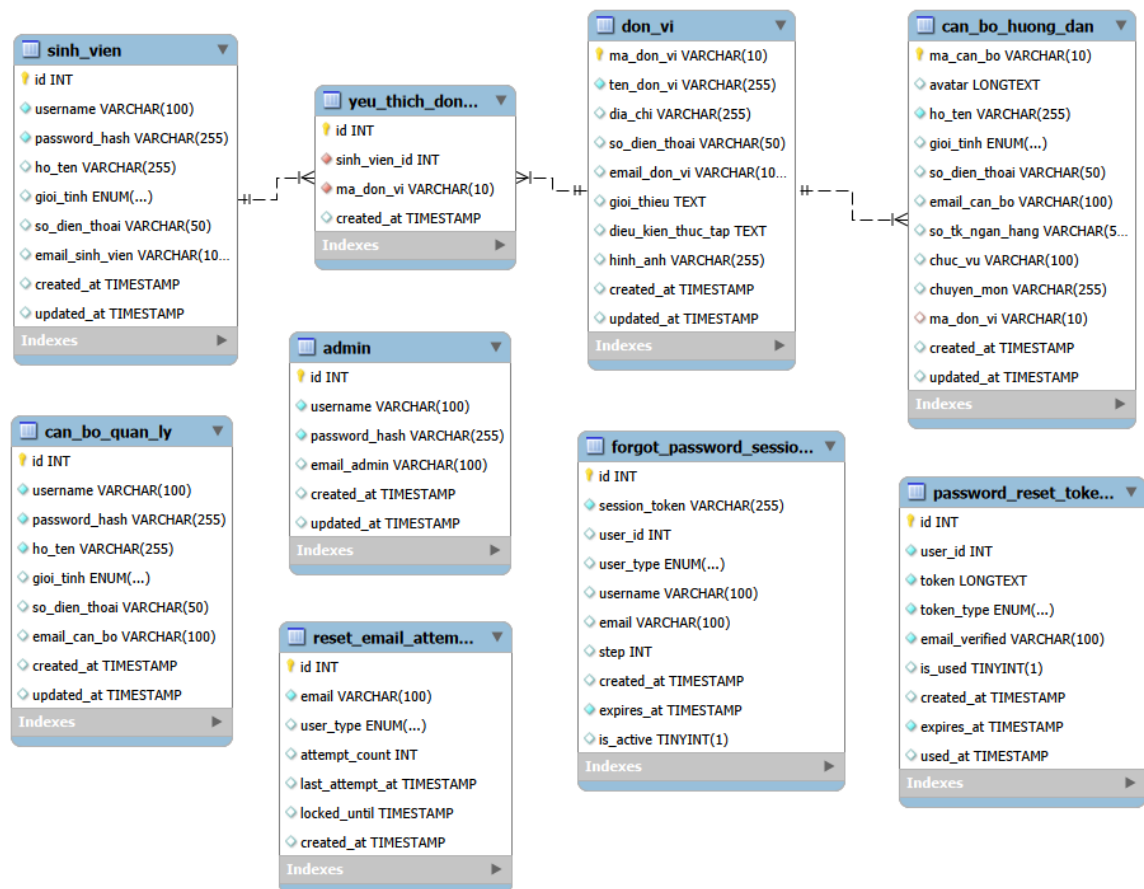 sinh_vien
id INT
username VARCHAR(100)
password_hash VARCHAR(255)
ho_ten VARCHAR(255)
gioi_tinh ENUM(...)
so_dien_thoai VARCHAR(50)
email_sinh_vien VARCHAR(10...
created_at TIMESTAMP
updated_at TIMESTAMP
Indexes
yeu_thich_don...
id INT
sinh_vien_id INT
ma_don_vi VARCHAR(10)
created_at TIMESTAMP
Indexes
don_vi
ma_don_vi VARCHAR(10)
ten_don_vi VARCHAR(255)
dia_chi VARCHAR(255)
so_dien_thoai VARCHAR(50)
email_don_vi VARCHAR(10...
gioi_thieu TEXT
dieu_kien_thuc_tap TEXT
hinh_anh VARCHAR(255)
created_at TIMESTAMP
updated_at TIMESTAMP
Indexes
can_bo_huong_dan
ma_can_bo VARCHAR(10)
avatar LONGTEXT
ho_ten VARCHAR(255)
gioi_tinh ENUM(...)
so_dien_thoai VARCHAR(50)
email_can_bo VARCHAR(100)
so_tk_ngan_hang VARCHAR(5...
chuc_vu VARCHAR(100)
chuyen_mon VARCHAR(255)
ma_don_vi VARCHAR(10)
created_at TIMESTAMP
updated_at TIMESTAMP
Indexes
admin
id INT
username VARCHAR(100)
password_hash VARCHAR(255)
email_admin VARCHAR(100)
created_at TIMESTAMP
updated_at TIMESTAMP
Indexes
can_bo_quan_ly
id INT
username VARCHAR(100)
password_hash VARCHAR(255)
ho_ten VARCHAR(255)
gioi_tinh ENUM(...)
so_dien_thoai VARCHAR(50)
email_can_bo VARCHAR(100)
created_at TIMESTAMP
updated_at TIMESTAMP
Indexes
forgot_password_sessio...
id INT
session_token VARCHAR(255)
user_id INT
user_type ENUM(...)
username VARCHAR(100)
email VARCHAR(100)
step INT
created_at TIMESTAMP
expires_at TIMESTAMP
is_active TINYINT(1)
Indexes
password_reset_toke...
id INT
user_id INT
token LONGTEXT
token_type ENUM(...)
email_verified VARCHAR(100)
is_used TINYINT(1)
created_at TIMESTAMP
expires_at TIMESTAMP
used_at TIMESTAMP
Indexes
reset_email_attem...
id INT
email VARCHAR(100)
user_type ENUM(...)
attempt_count INT
last_attempt_at TIMESTAMP
locked_until TIMESTAMP
created_at TIMESTAMP
Indexes